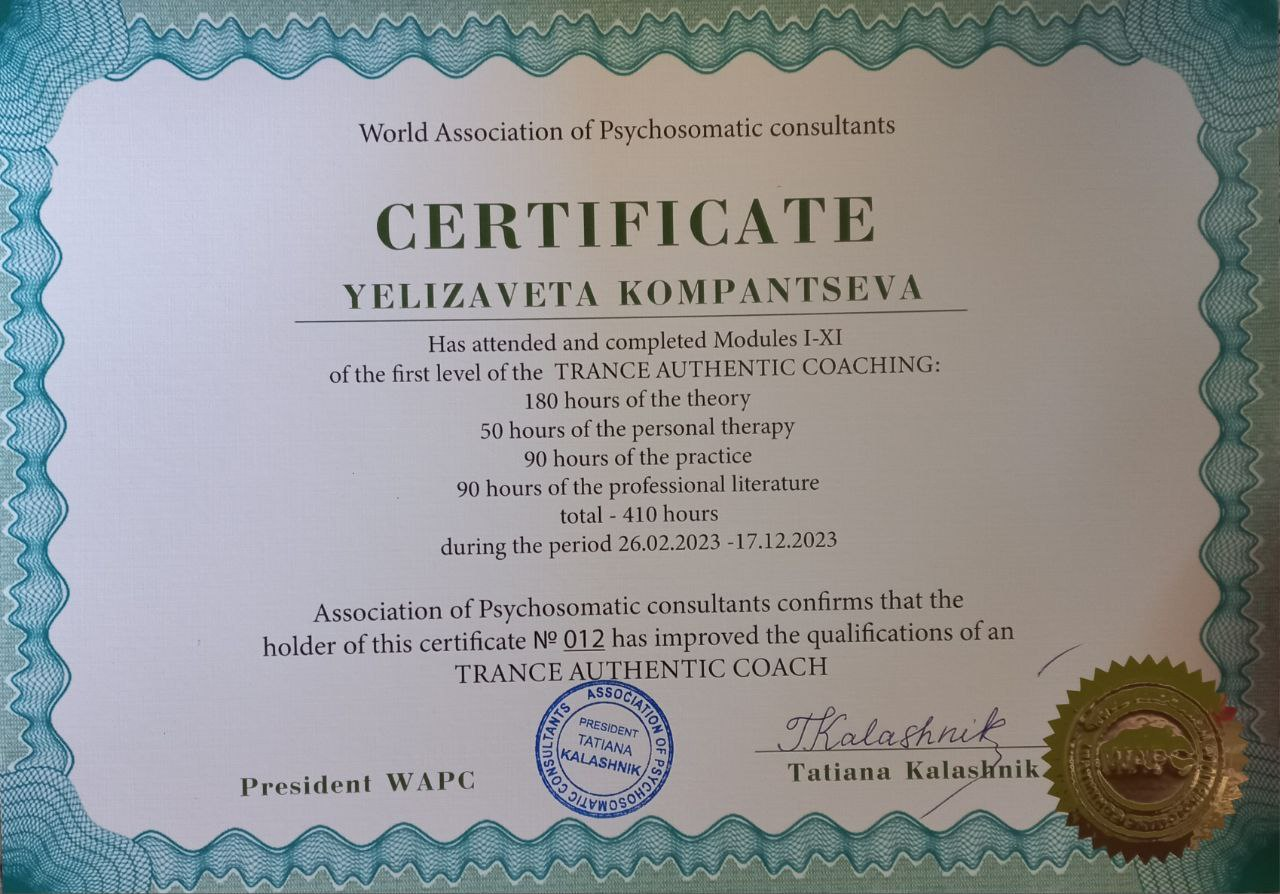 World Association of Psychosomatic consultants
CERTIFICATE
YELIZAVETA KOMPANTSEVA
Has attended and completed Modules I-XI
of the first level of the TRANCE AUTHENTIC COACHING:
180 hours of the theory
50 hours of the personal therapy
90 hours of the practice
90 hours of the professional literature
total - 410 hours
during the period 26.02.2023 -17.12.2023
Association of Psychosomatic consultants confirms that the
holder of this certificate № 012 has improved the qualifications of an
TRANCE AUTHENTIC COACH
ASSOCIATION OF PSYCHOSOMATIC CONSULTANTS
PRESIDENT
TATIANA
KALASHNIK
TKalashnik
President WAPC
Tatiana Kalashnik
WAPC